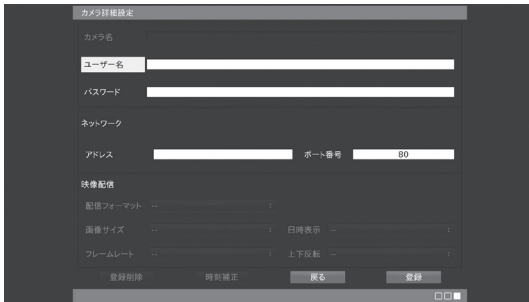 カメラ詳細設定
カメラ名
ユーザー名
パスワード
ネットワーク
アドレス ポート番号 80
映像配信
配信フォーマット --
画像サイズ -- 日時表示 --
フレームレート -- 上下反転 --
登録削除 時刻補正 戻る 登録